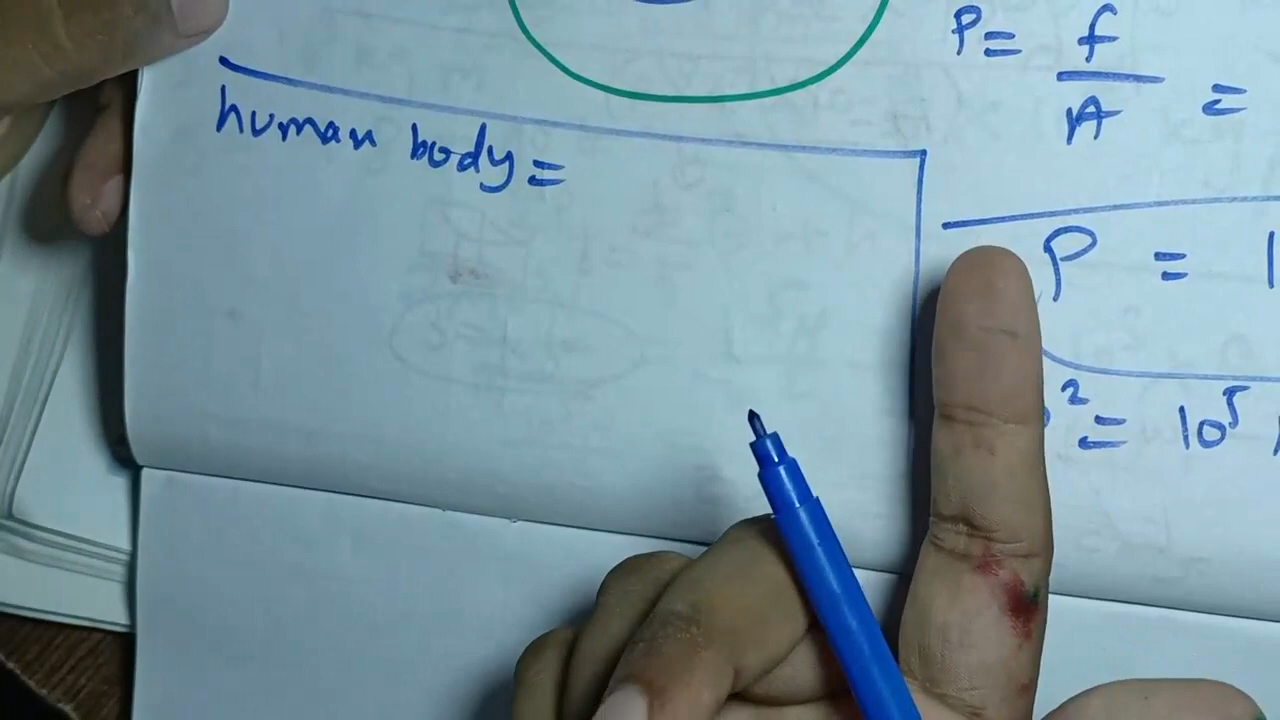 P = f / A =
human body =
P = 1
2 = 10⁵